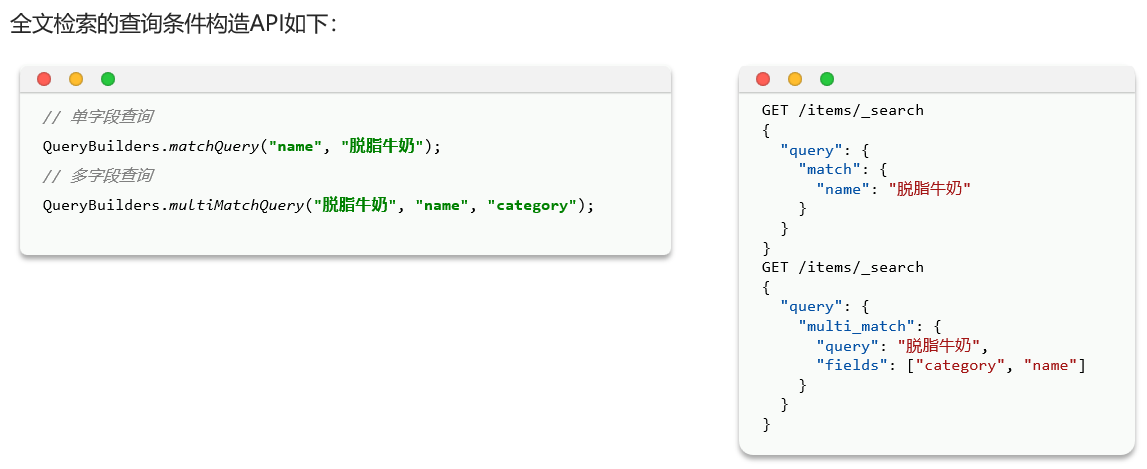 全文检索的查询条件构造API如下：
// 单字段查询
QueryBuilders.matchQuery("name", "脱脂牛奶");
// 多字段查询
QueryBuilders.multiMatchQuery("脱脂牛奶", "name", "category");
GET /items/_search
{
  "query": {
    "match": {
      "name": "脱脂牛奶"
    }
  }
}
GET /items/_search
{
  "query": {
    "multi_match": {
      "query": "脱脂牛奶",
      "fields": ["category", "name"]
    }
  }
}